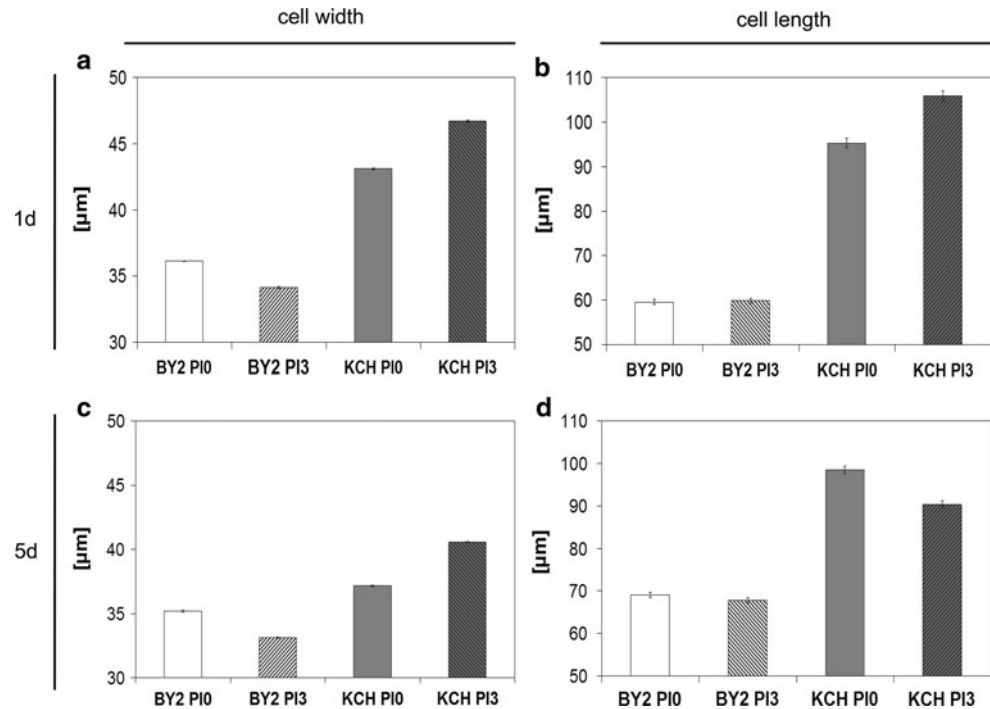 cell width
cell length
1d
a
[µm]
50
45
40
35
30
BY2 PI0 BY2 PI3 KCH PI0 KCH PI3
b
[µm]
110
100
90
80
70
60
50
BY2 PI0 BY2 PI3 KCH PI0 KCH PI3
5d
c
[µm]
50
45
40
35
30
BY2 PI0 BY2 PI3 KCH PI0 KCH PI3
d
[µm]
110
100
90
80
70
60
50
BY2 PI0 BY2 PI3 KCH PI0 KCH PI3